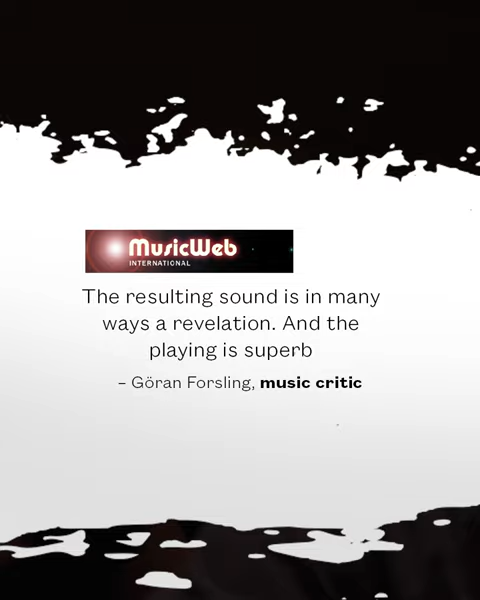 MusicWeb
INTERNATIONAL
The resulting sound is in many
ways a revelation. And the
playing is superb
– Göran Forsling, music critic